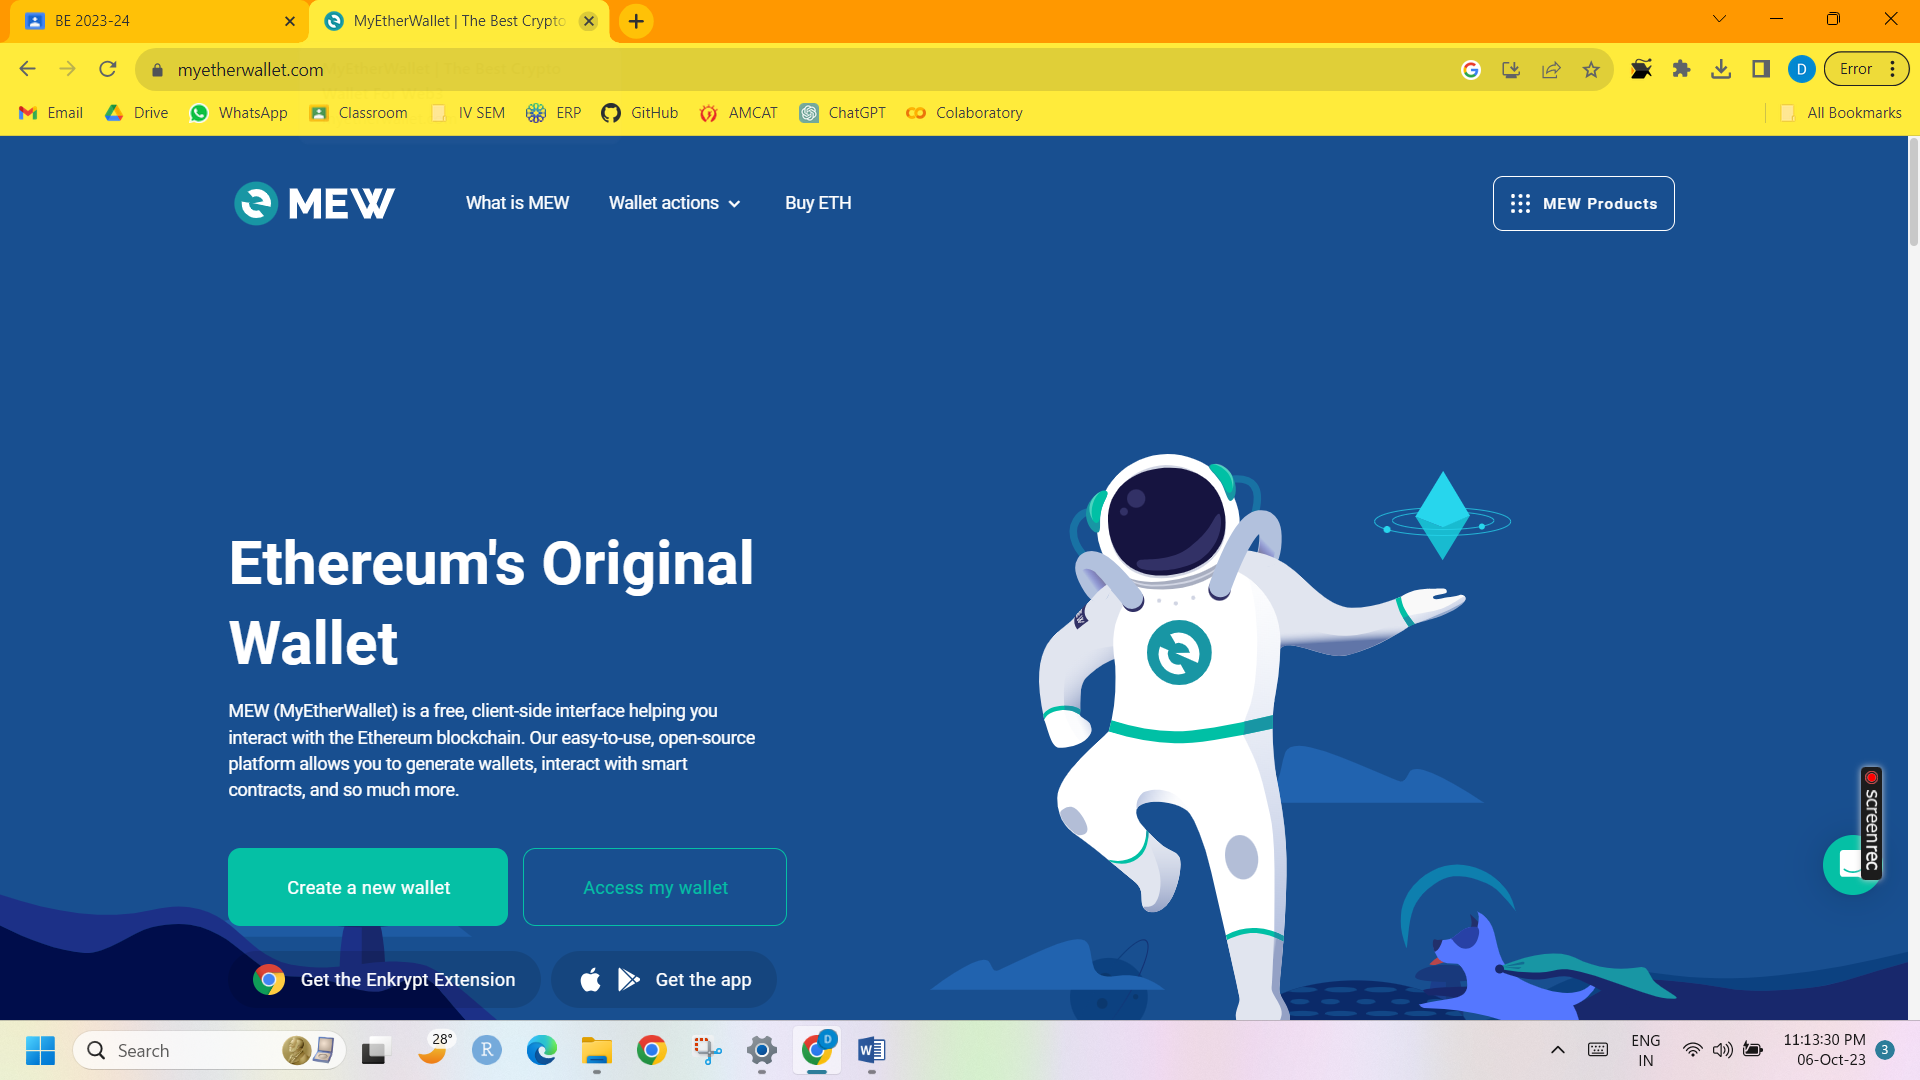 BE 2023-24
MyEtherWallet | The Best Crypto
myetherwallet.com
D
Error
Email
Drive
WhatsApp
Classroom
IV SEM
ERP
GitHub
AMCAT
ChatGPT
Colaboratory
All Bookmarks
MEW
What is MEW
Wallet actions
Buy ETH
MEW Products
Ethereum's Original
Wallet
MEW (MyEtherWallet) is a free, client-side interface helping you
interact with the Ethereum blockchain. Our easy-to-use, open-source
platform allows you to generate wallets, interact with smart
contracts, and so much more.
Create a new wallet
Access my wallet
screenrec
Get the Enkrypt Extension
Get the app
Search
28°
R
D
W
ENG
IN
11:13:30 PM
06-Oct-23
3